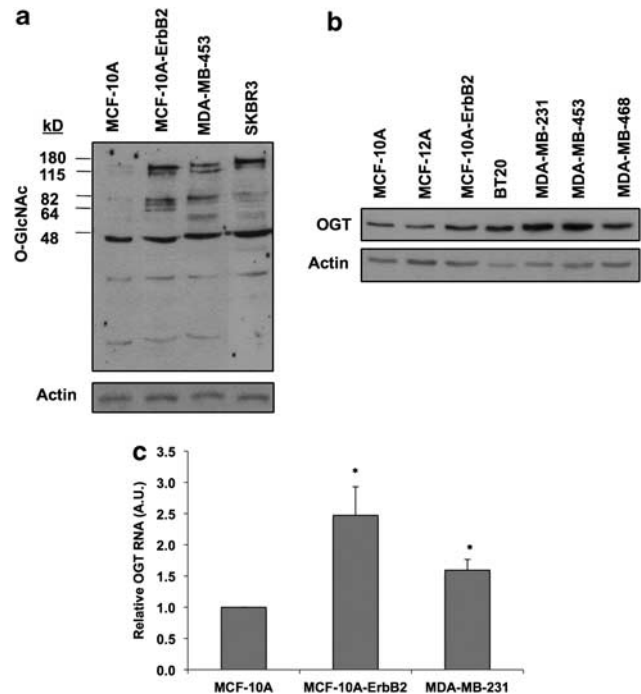 a
MCF-10A
MCF-10A-ErbB2
MDA-MB-453
SKBR3
kD
180
115
82
64
48
O-GlcNAc
Actin
b
MCF-10A
MCF-12A
MCF-10A-ErbB2
BT20
MDA-MB-231
MDA-MB-453
MDA-MB-468
OGT
Actin
c
Relative OGT RNA (A.U.)
3.5
3.0
2.5
2.0
1.5
1.0
0.5
0.0
*
*
MCF-10A
MCF-10A-ErbB2
MDA-MB-231